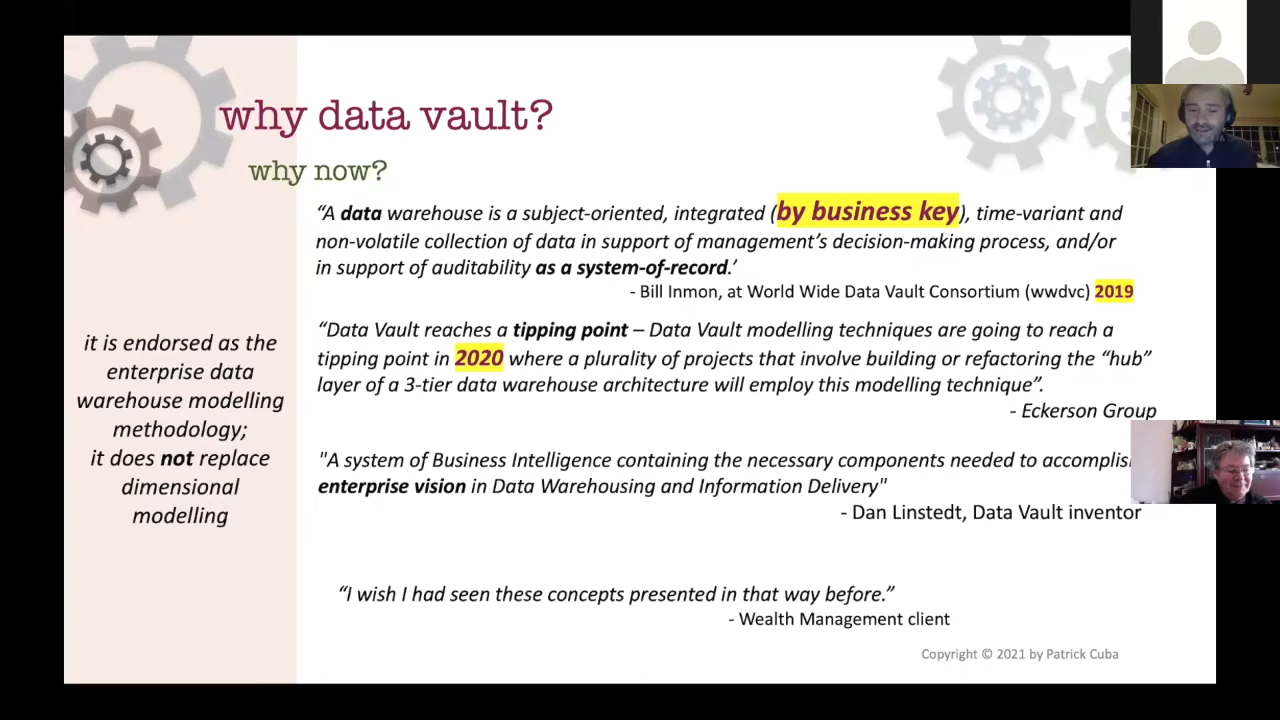 why data vault?
why now?
“A data warehouse is a subject-oriented, integrated (by business key), time-variant and
non-volatile collection of data in support of management’s decision-making process, and/or
in support of auditability as a system-of-record.’
- Bill Inmon, at World Wide Data Vault Consortium (wwdvc) 2019
“Data Vault reaches a tipping point – Data Vault modelling techniques are going to reach a
tipping point in 2020 where a plurality of projects that involve building or refactoring the “hub”
layer of a 3-tier data warehouse architecture will employ this modelling technique”.
- Eckerson Group
"A system of Business Intelligence containing the necessary components needed to
enterprise vision in Data Warehousing and Information Delivery"
- Dan Linstedt, Data Vault inventor
“I wish I had seen these concepts presented in that way before.”
- Wealth Management client
it is endorsed as the
enterprise data
warehouse modelling
methodology;
it does not replace
dimensional
modelling
Copyright © 2021 by Patrick Cuba